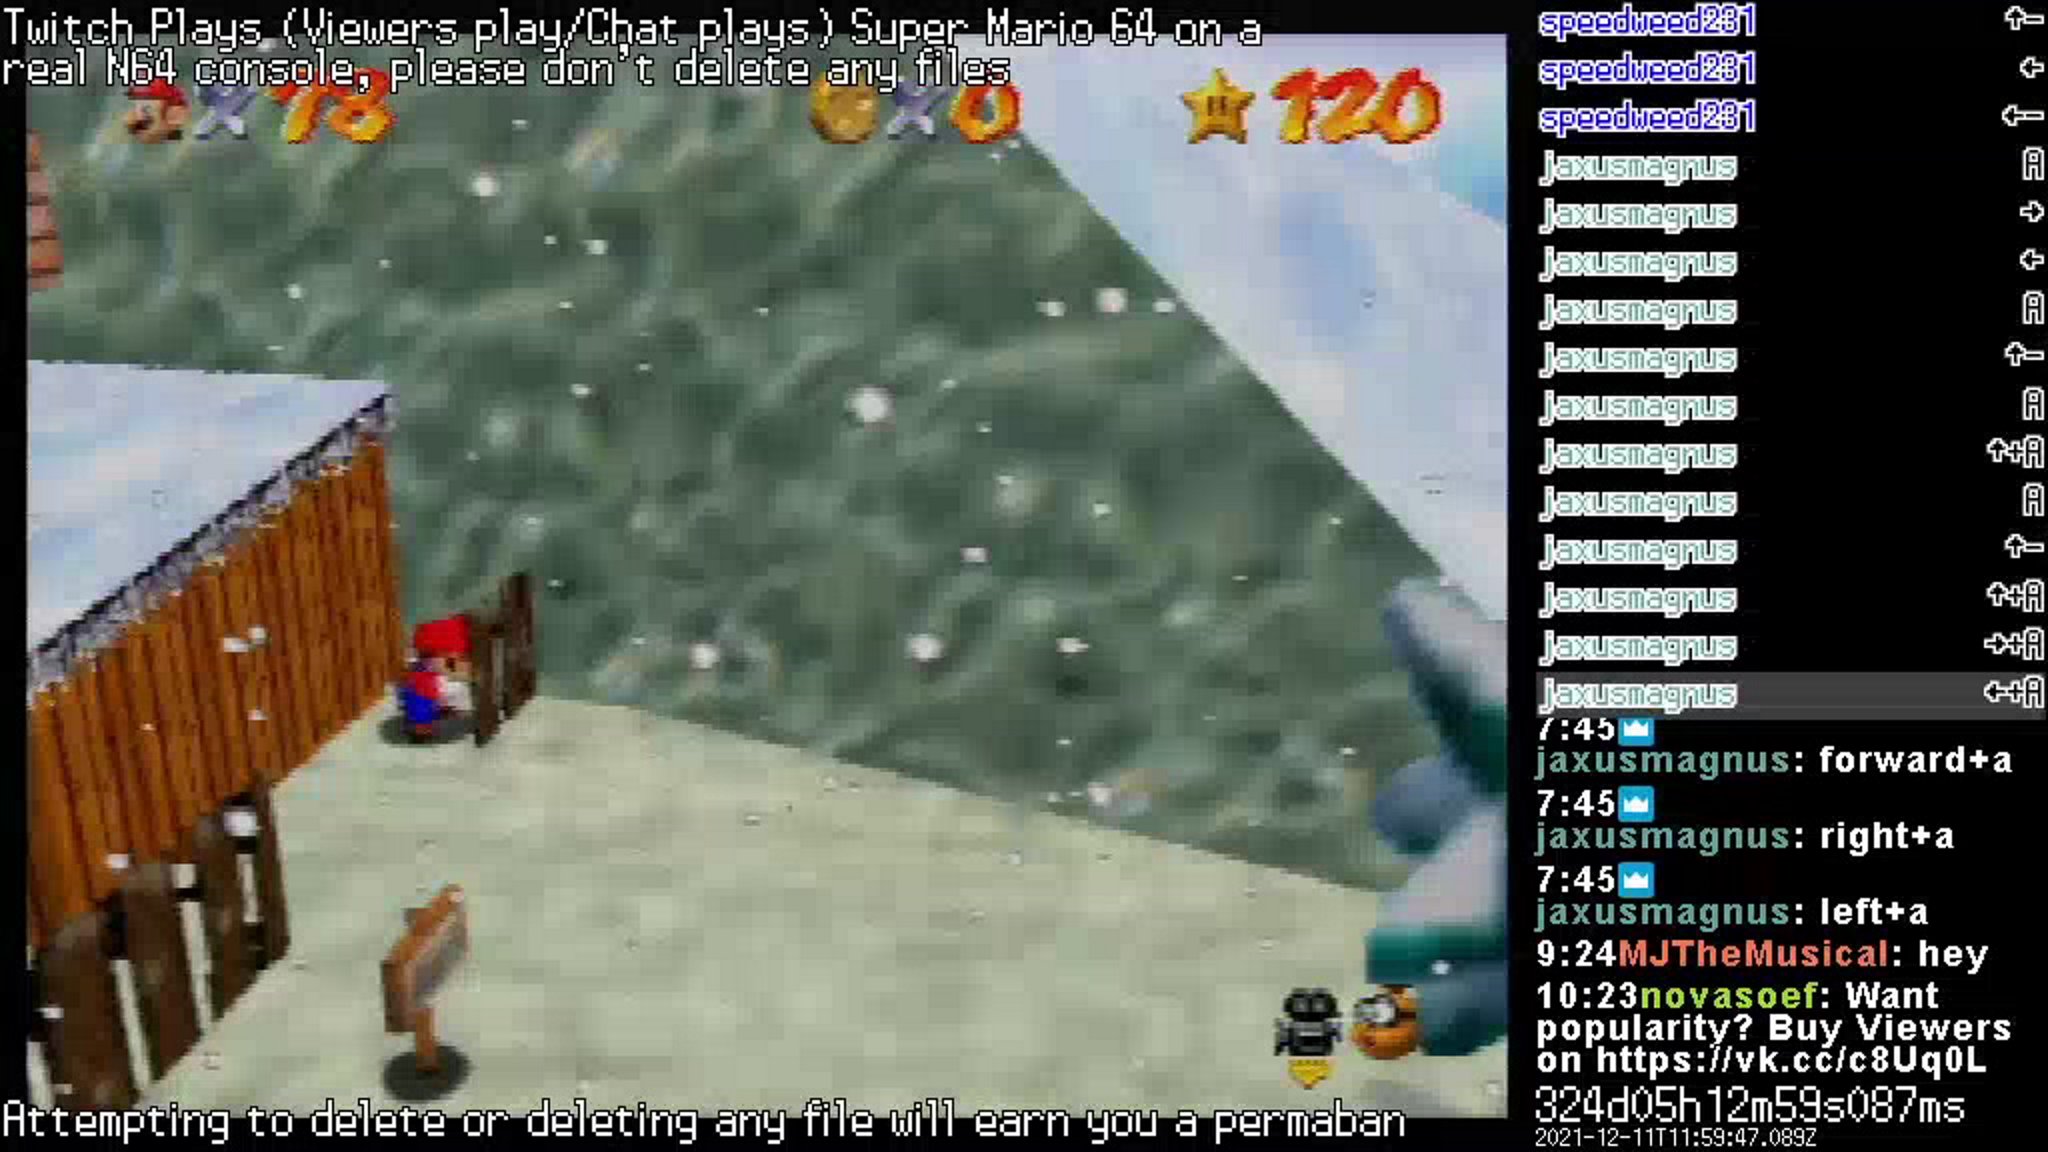 Twitch Plays (Viewers play/Chat plays) Super Mario 64 on a
real N64 console, please don't delete any files
x 78
x 0
120
speedweed231 ↑-
speedweed231 ←
speedweed231 ←-
jaxusmagnus A
jaxusmagnus →
jaxusmagnus ←
jaxusmagnus A
jaxusmagnus ↑-
jaxusmagnus A
jaxusmagnus ↑+A
jaxusmagnus A
jaxusmagnus ↑-
jaxusmagnus ↑+A
jaxusmagnus →+A
jaxusmagnus ←+A
7:45
jaxusmagnus: forward+a
7:45
jaxusmagnus: right+a
7:45
jaxusmagnus: left+a
9:24MJTheMusical: hey
10:23novasoef: Want
popularity? Buy Viewers
on https://vk.cc/c8Uq0L
324d05h12m59s087ms
2021-12-11T11:59:47.089Z
Attempting to delete or deleting any file will earn you a permaban